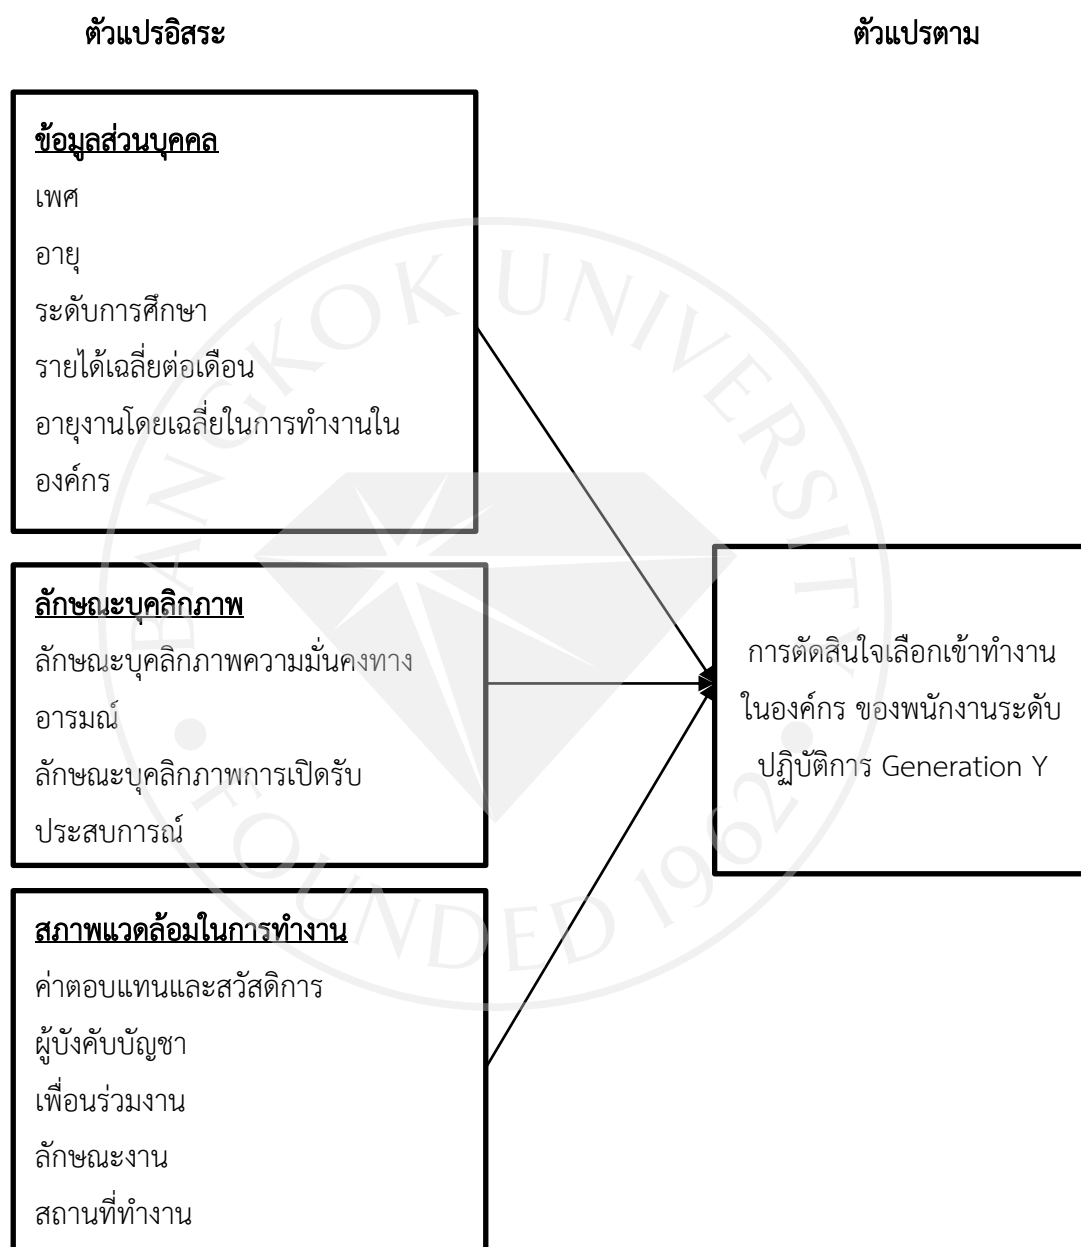 ตัวแปรอิสระ
ตัวแปรตาม
ข้อมูลส่วนบุคคล
เพศ
อายุ
ระดับการศึกษา
รายได้เฉลี่ยต่อเดือน
อายุงานโดยเฉลี่ยในการทำงานใน
องค์กร
ลักษณะบุคลิกภาพ
ลักษณะบุคลิกภาพความมั่นคงทาง
อารมณ์
ลักษณะบุคลิกภาพการเปิดรับ
ประสบการณ์
สภาพแวดล้อมในการทำงาน
ค่าตอบแทนและสวัสดิการ
ผู้บังคับบัญชา
เพื่อนร่วมงาน
ลักษณะงาน
สถานที่ทำงาน
การตัดสินใจเลือกเข้าทำงาน
ในองค์กร ของพนักงานระดับ
ปฏิบัติการ Generation Y
BANGKOK UNIVERSITY
FOUNDED 1962